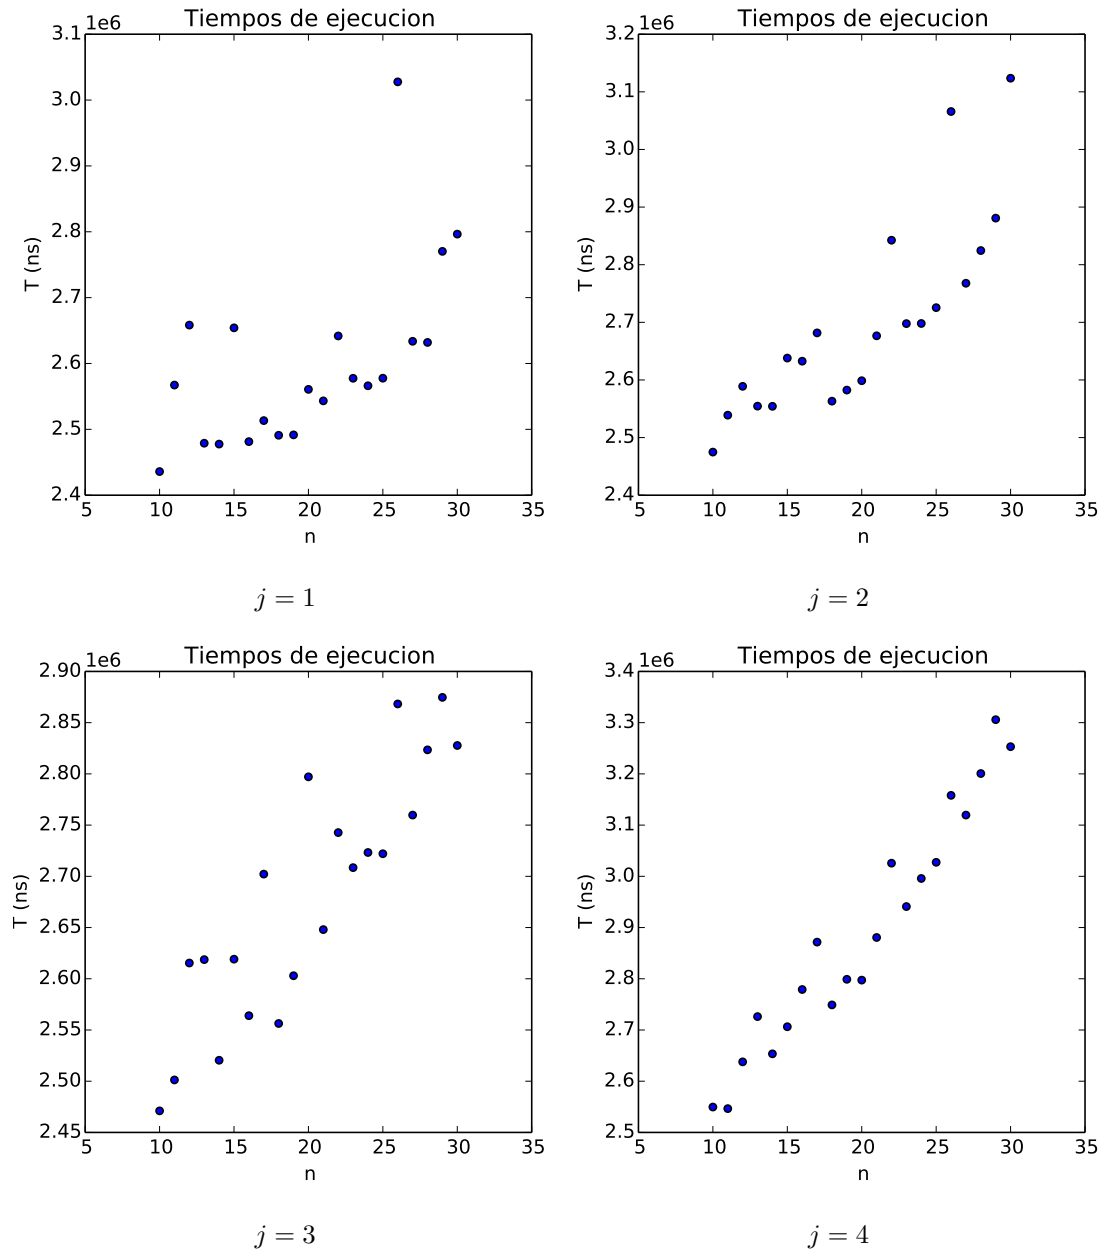 Tiempos de ejecucion
1e6
3.1
3.0
2.9
2.8
2.7
2.6
2.5
2.4
T (ns)
5 10 15 20 25 30 35
n
j = 1
Tiempos de ejecucion
1e6
3.2
3.1
3.0
2.9
2.8
2.7
2.6
2.5
2.4
T (ns)
5 10 15 20 25 30 35
n
j = 2
Tiempos de ejecucion
1e6
2.90
2.85
2.80
2.75
2.70
2.65
2.60
2.55
2.50
2.45
T (ns)
5 10 15 20 25 30 35
n
j = 3
Tiempos de ejecucion
1e6
3.4
3.3
3.2
3.1
3.0
2.9
2.8
2.7
2.6
2.5
T (ns)
5 10 15 20 25 30 35
n
j = 4